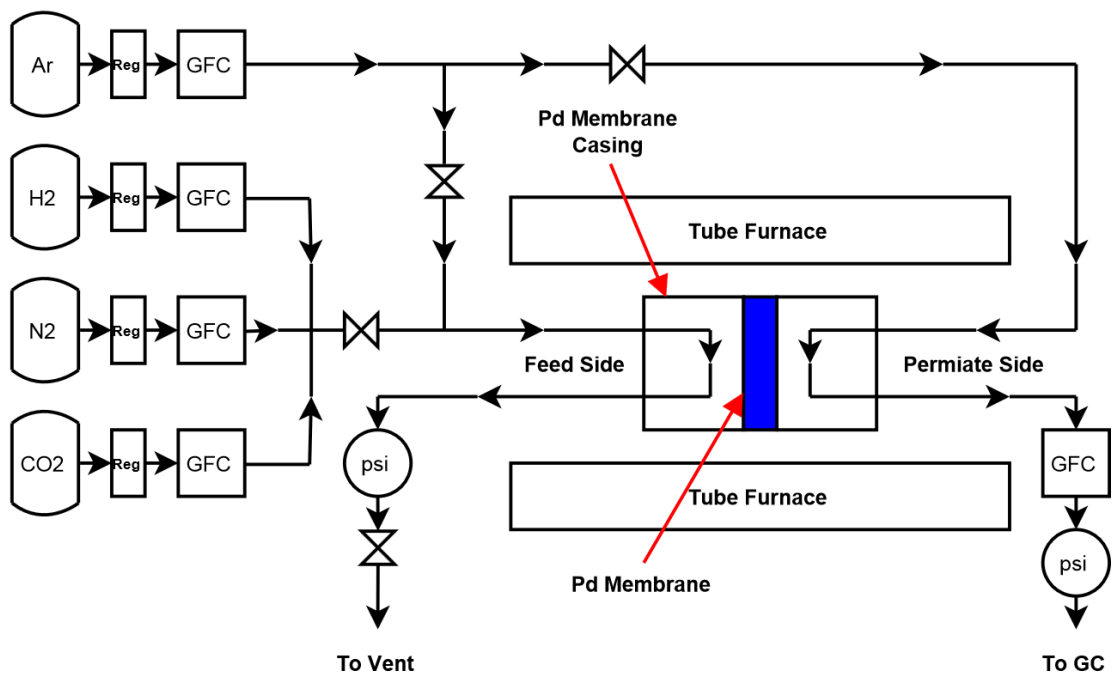 Ar
Reg
GFC
Pd Membrane
Casing
H2
Reg
GFC
Tube Furnace
N2
Reg
GFC
Feed Side
Permiate Side
CO2
Reg
GFC
psi
GFC
Tube Furnace
psi
Pd Membrane
To Vent
To GC